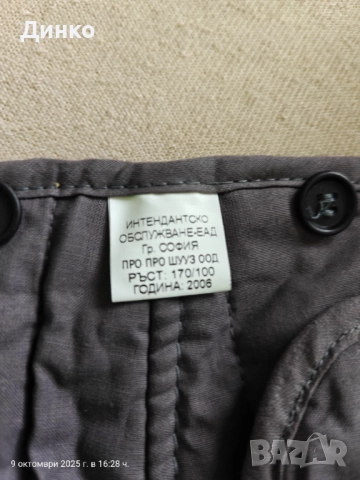 Динко
ИНТЕНДАНТСКО
ОБСЛУЖВАНЕ-ЕАД
Гр. СОФИЯ
ПРО ПРО ШУУЗ ООД
РЪСТ: 170/100
ГОДИНА: 2006
9 октомври 2025 г. в 16:28 ч.
BAZAR